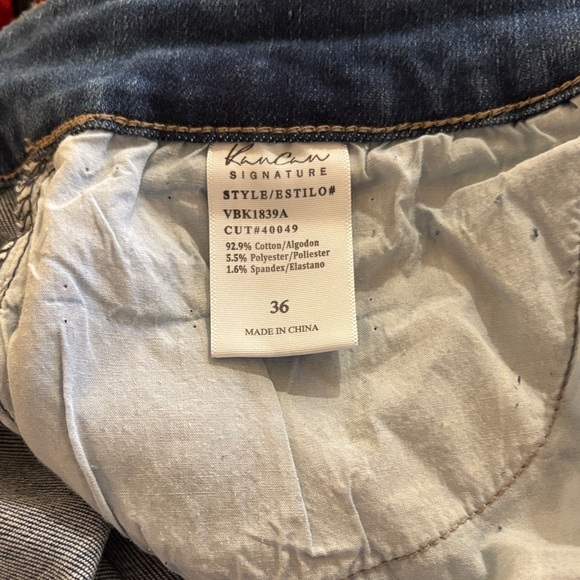 KanCan
SIGNATURE
STYLE/ESTILO#
VBK1839A
CUT#40049
92.9% Cotton/Algodon
5.5% Polyester/Poliester
1.6% Spandex/Elastano
36
MADE IN CHINA